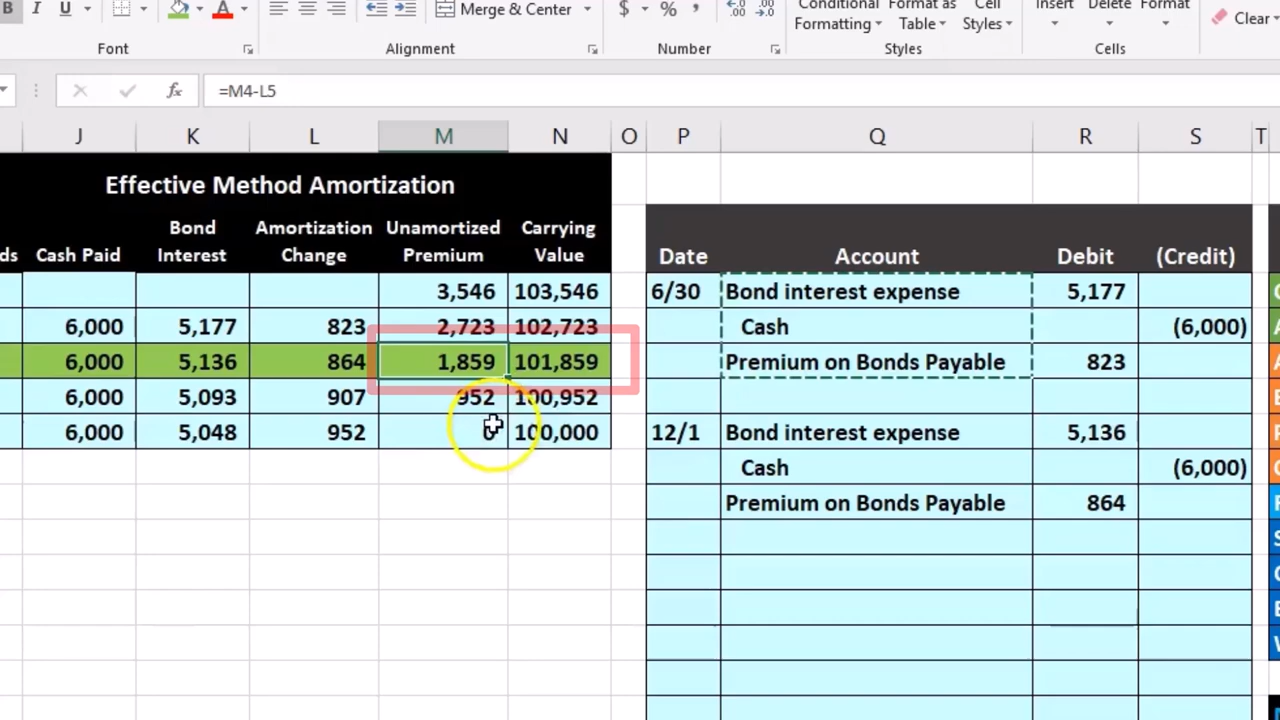 B I U A Merge & Center $ % , Conditional Format as Cell Insert Delete Format Clear
Formatting Table Styles
Font Alignment Number Styles Cells
fx =M4-L5
J K L M N O P Q R S T
Effective Method Amortization
Bond Amortization Unamortized Carrying
ds Cash Paid Interest Change Premium Value Date Account Debit (Credit)
3,546 103,546 6/30 Bond interest expense 5,177
6,000 5,177 823 2,723 102,723 Cash (6,000)
6,000 5,136 864 1,859 101,859 Premium on Bonds Payable 823
6,000 5,093 907 952 100,952
6,000 5,048 952 100,000 12/1 Bond interest expense 5,136
Cash (6,000)
Premium on Bonds Payable 864